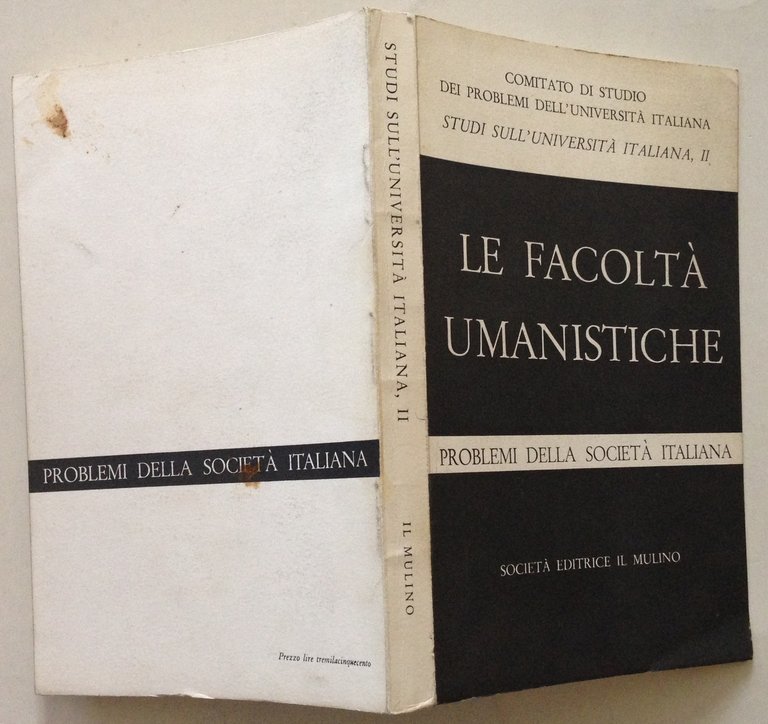 COMITATO DI STUDIO
DEI PROBLEMI DELL'UNIVERSITÀ ITALIANA
STUDI SULL'UNIVERSITÀ ITALIANA, II
LE FACOLTÀ
UMANISTICHE
PROBLEMI DELLA SOCIETÀ ITALIANA
SOCIETÀ EDITRICE IL MULINO
STUDI SULL'UNIVERSITÀ ITALIANA, II
IL MULINO
PROBLEMI DELLA SOCIETÀ ITALIANA
Prezzo lire tremilacinquecento